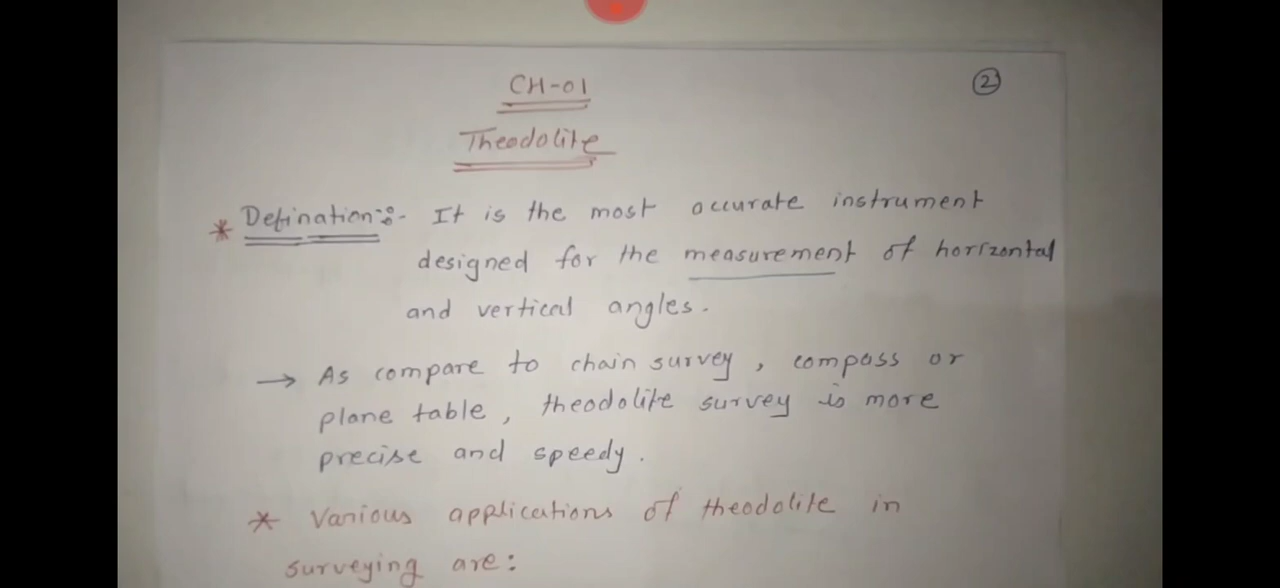 CH-01
②
Theodolite
* Defination:- It is the most accurate instrument
designed for the measurement of horizontal
and vertical angles.
→ As compare to chain survey, compass or
plane table, theodolite survey is more
precise and speedy.
* Various applications of theodolite in
surveying are: